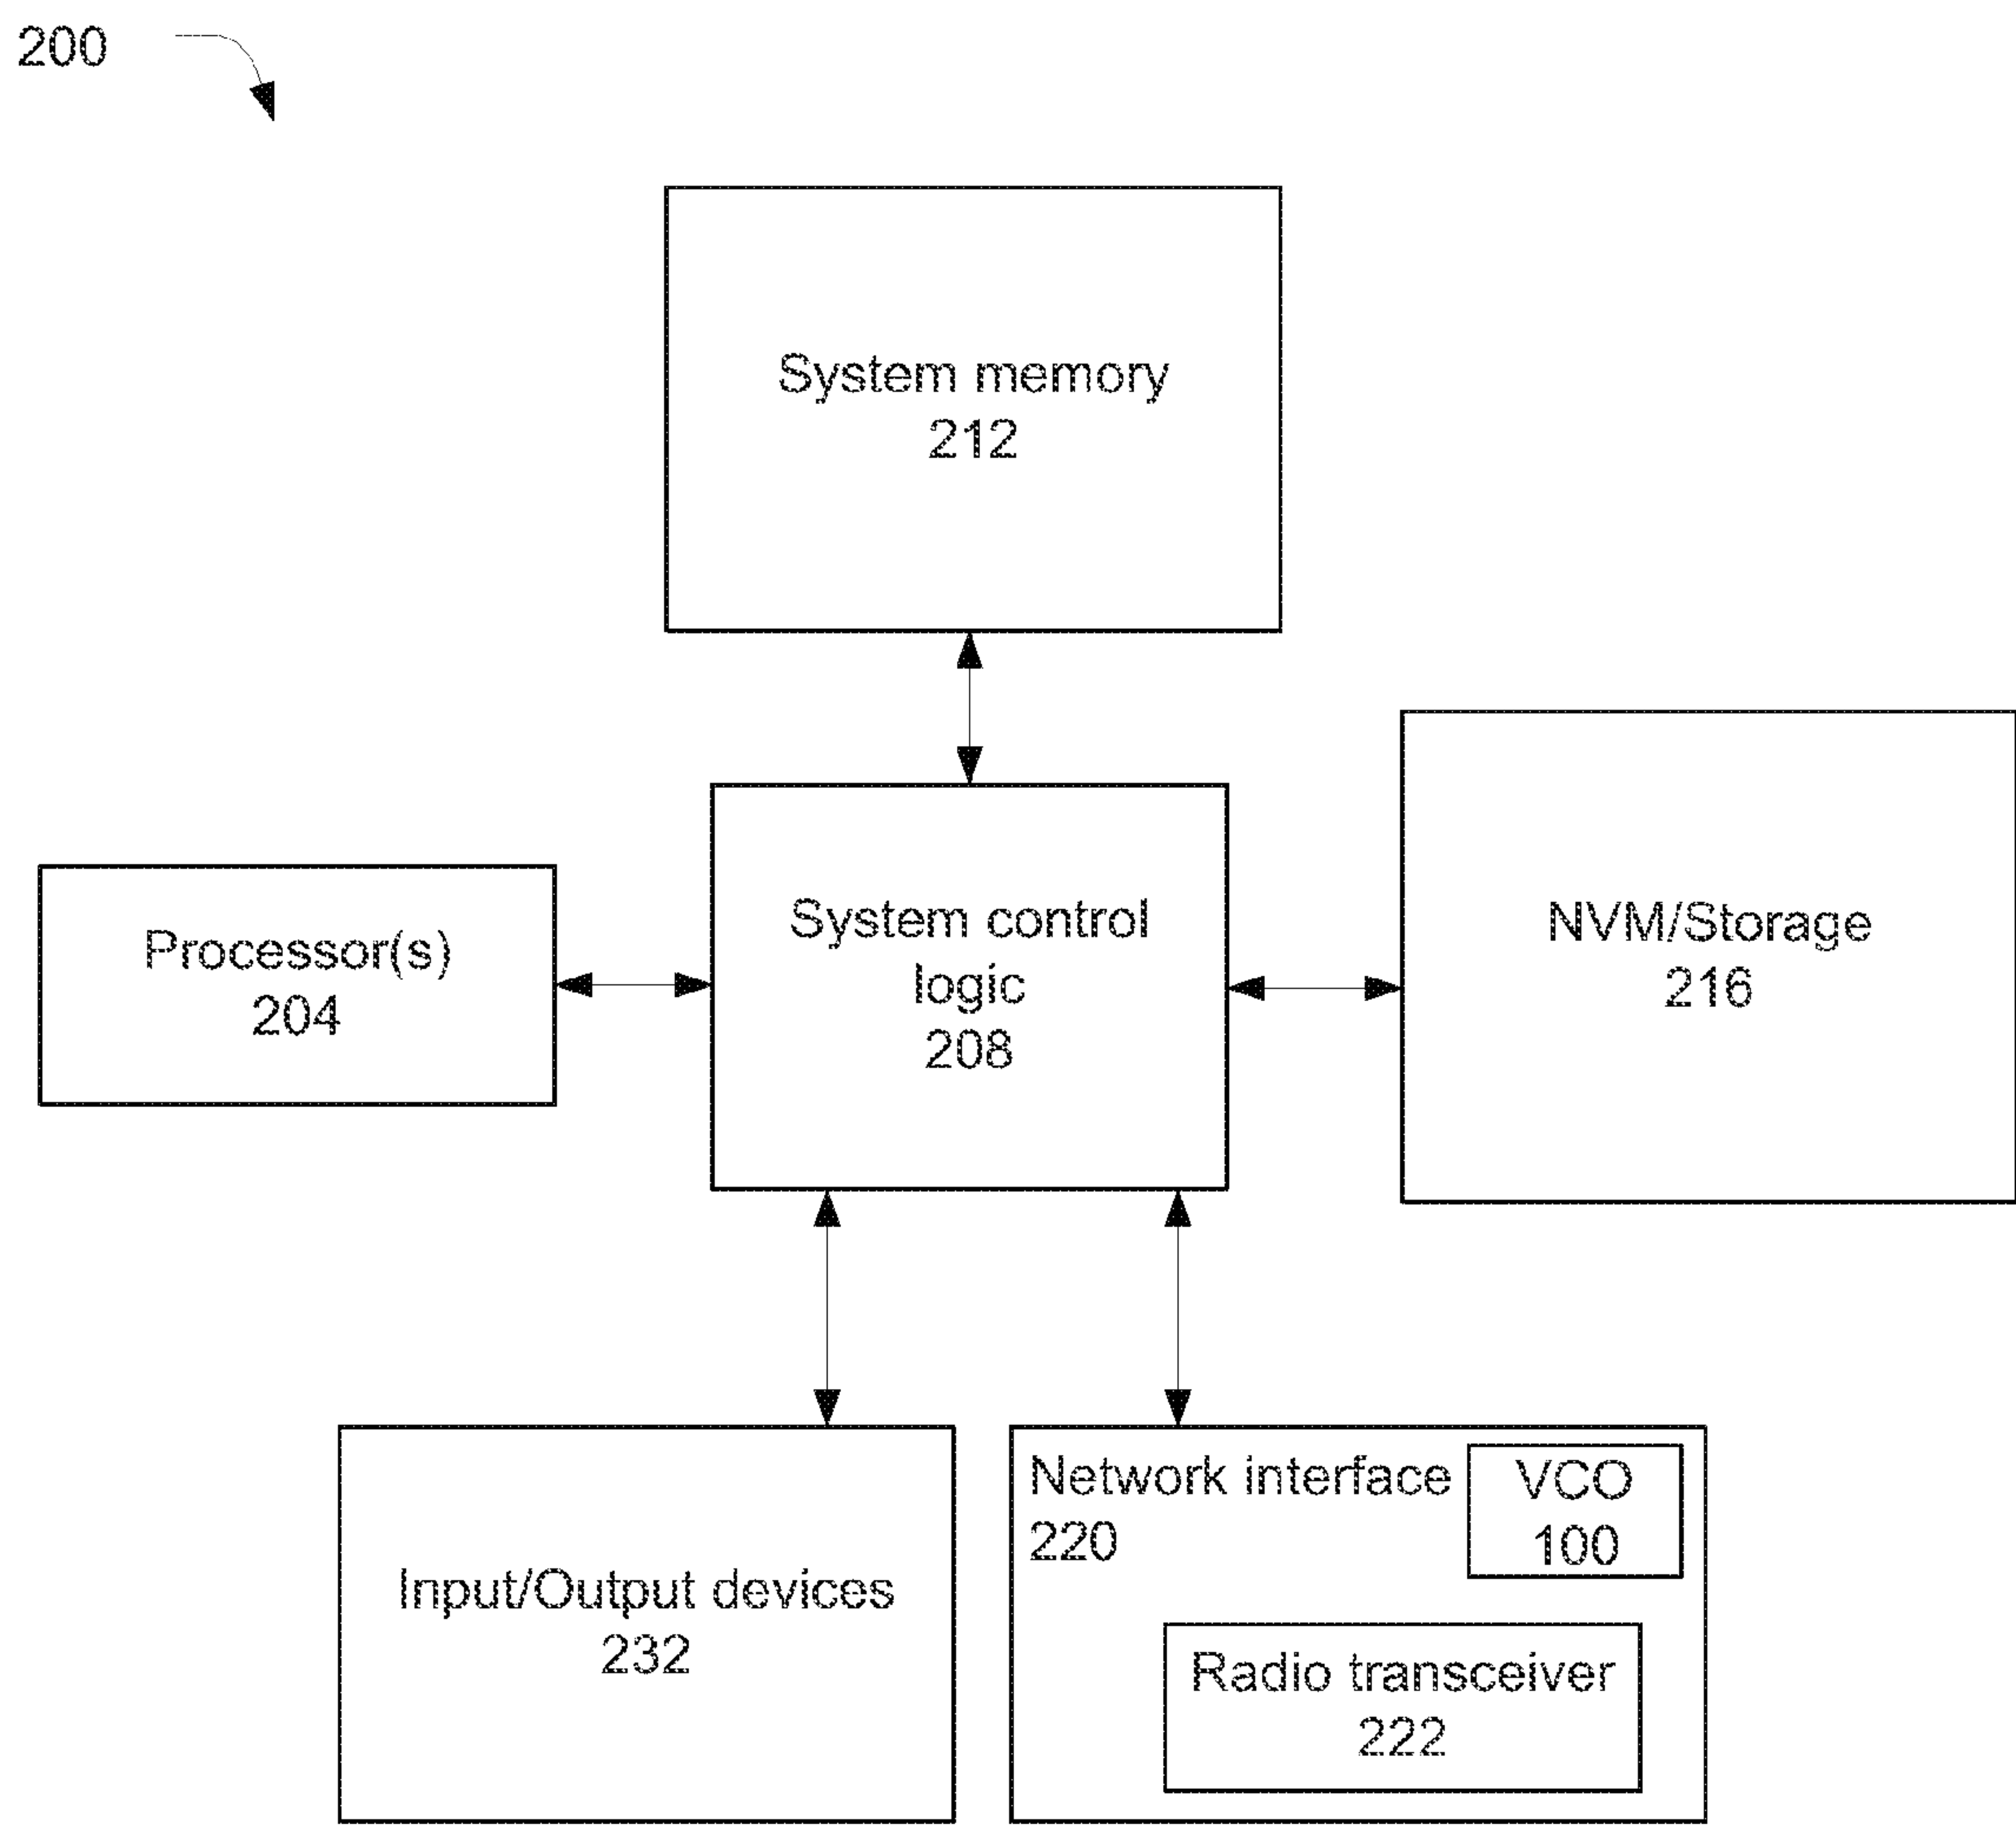 200
System memory
212
Processor(s)
204
System control
logic
208
NVM/Storage
216
Input/Output devices
232
Network interface
220
VCO
100
Radio transceiver
222